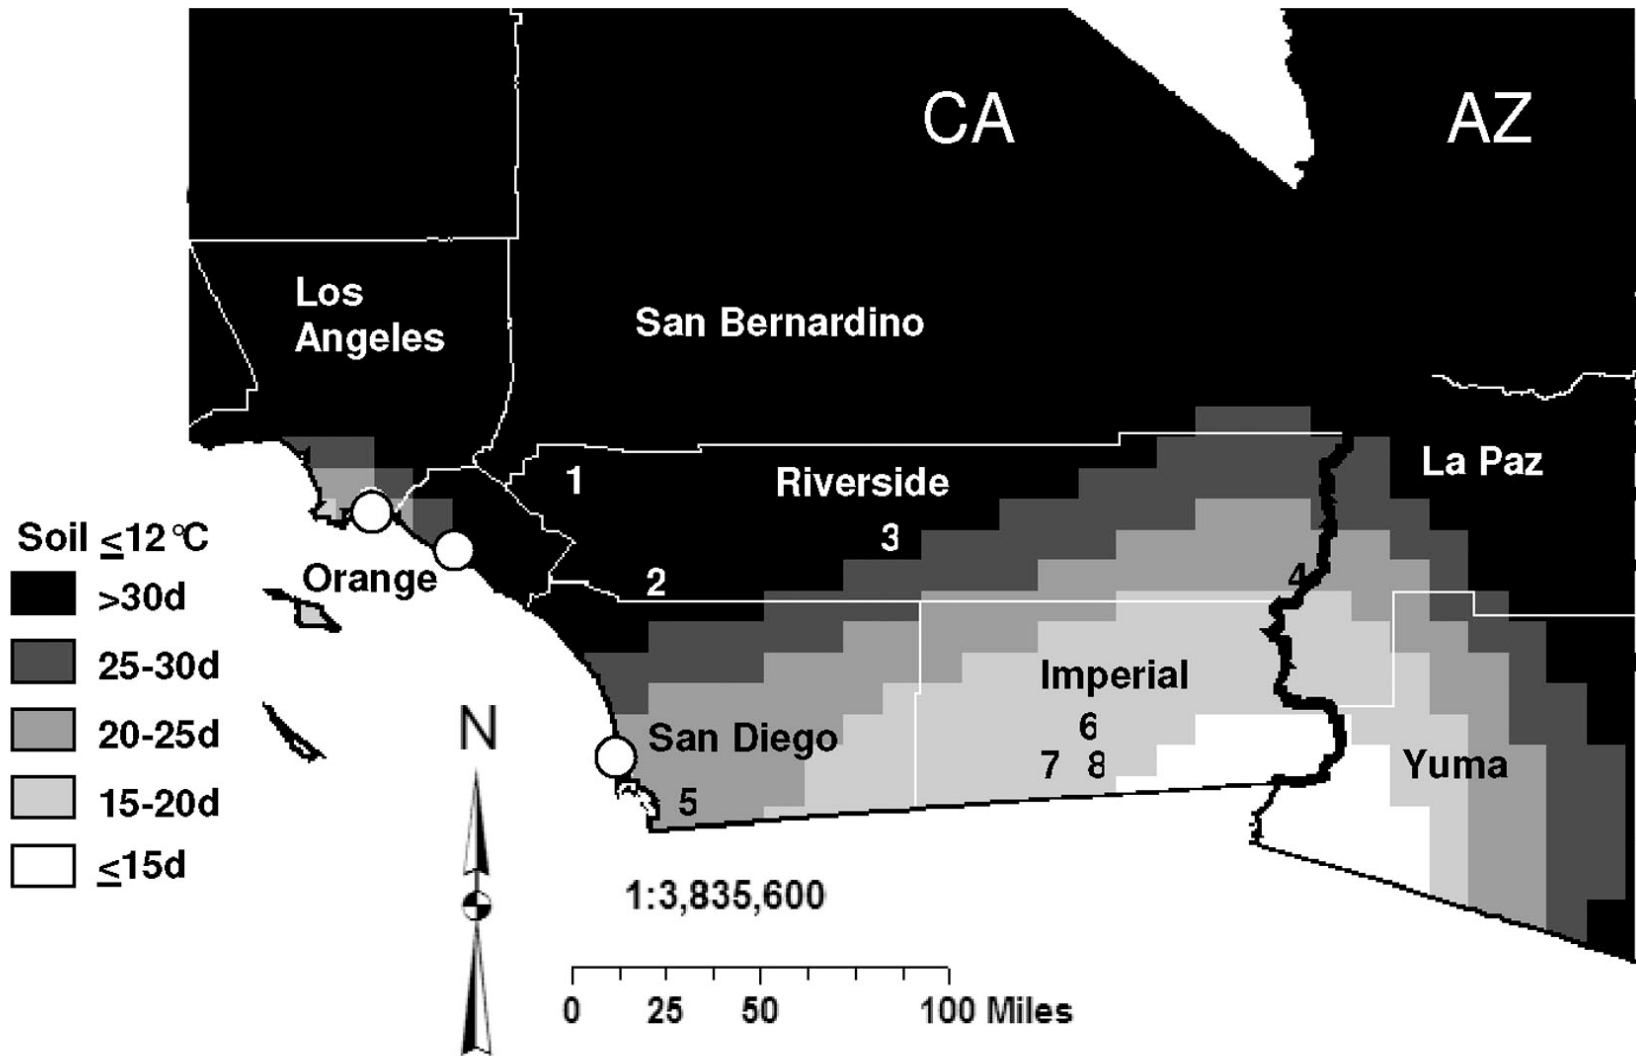 CA
AZ
Los
Angeles
San Bernardino
La Paz
1
Riverside
3
Soil ≤12°C
2
4
Orange
>30d
25-30d
Imperial
N
6
San Diego
20-25d
7
8
Yuma
5
15-20d
≤15d
1:3,835,600
0
25
50
100 Miles